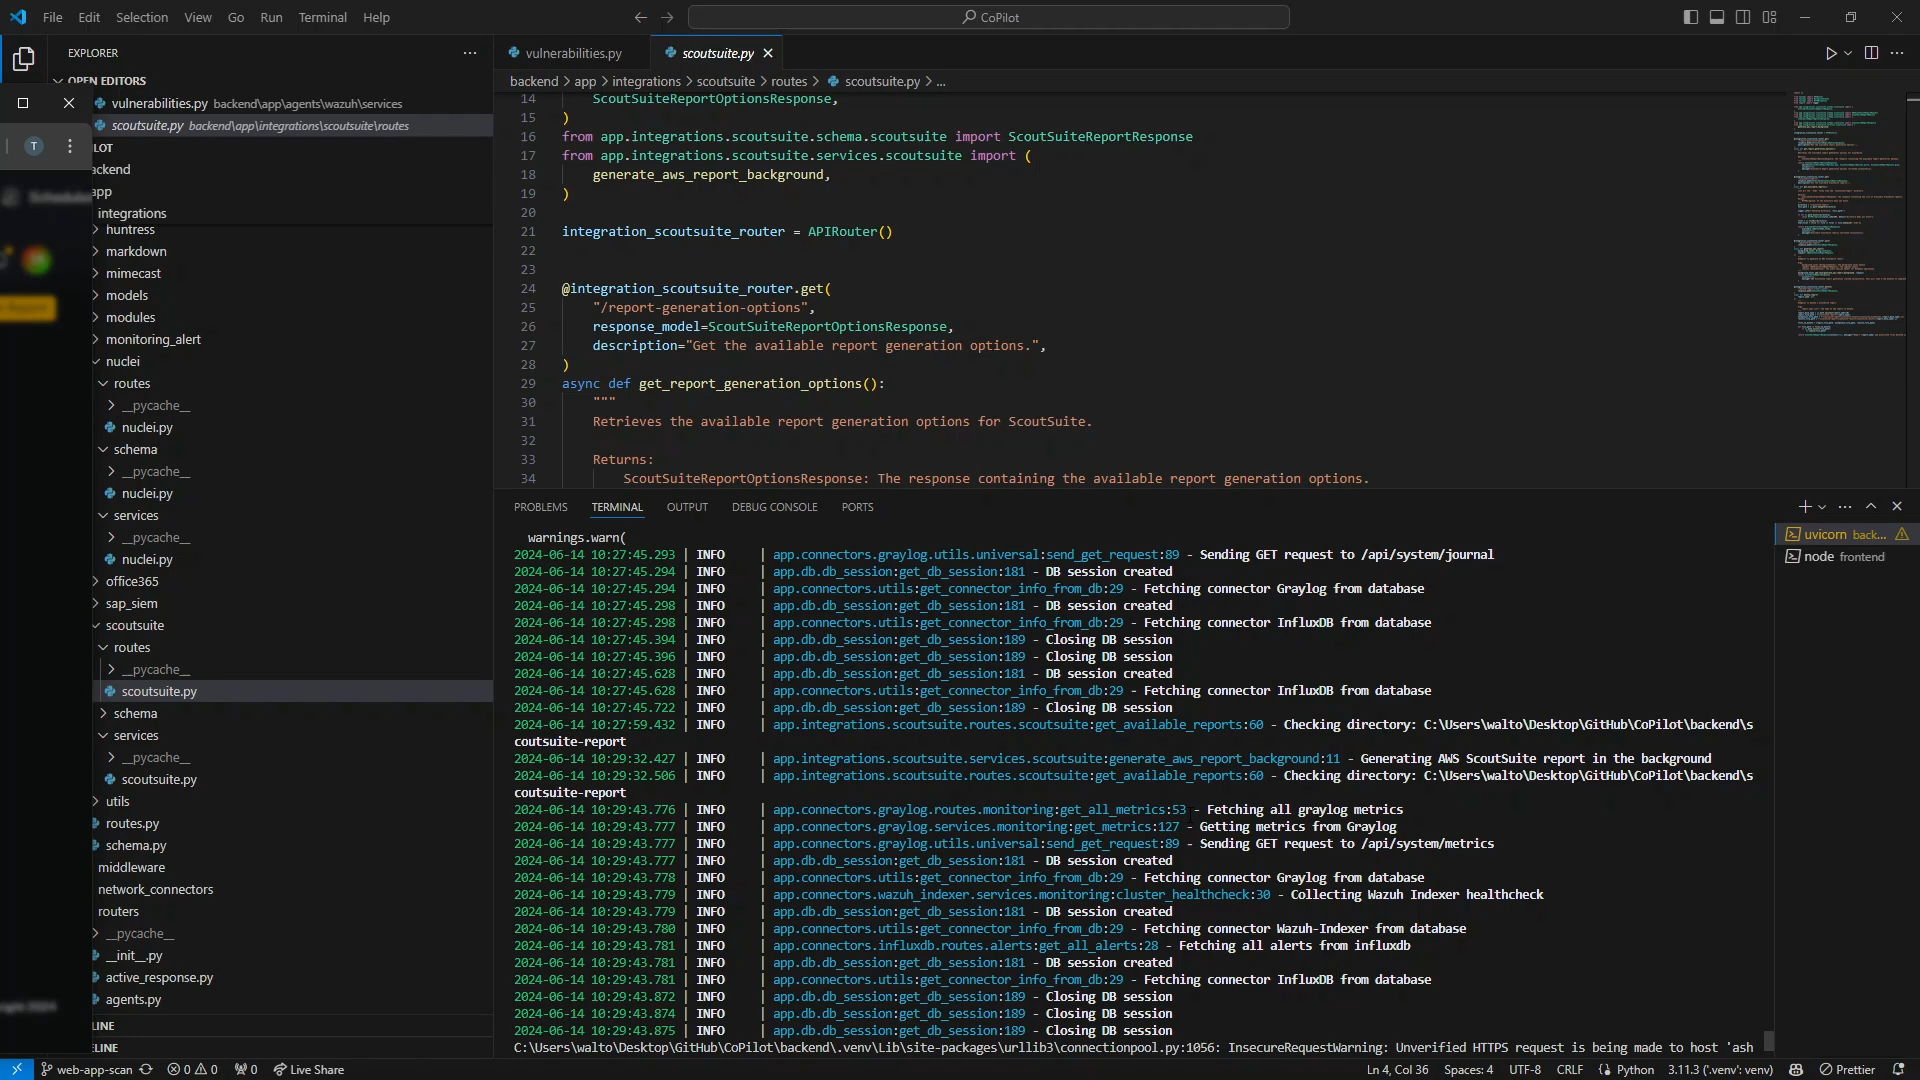 File Edit Selection View Go Run Terminal Help
CoPilot
EXPLORER
OPEN EDITORS
vulnerabilities.py backend\app\agents\wazuh\services
scoutsuite.py backend\app\integrations\scoutsuite\routes
T
LOT
ackend
app
integrations
huntress
markdown
mimecast
models
modules
monitoring_alert
nuclei
routes
__pycache__
nuclei.py
schema
__pycache__
nuclei.py
services
__pycache__
nuclei.py
office365
sap_siem
scoutsuite
routes
__pycache__
scoutsuite.py
schema
services
__pycache__
scoutsuite.py
utils
routes.py
schema.py
middleware
network_connectors
routers
__pycache__
__init__.py
active_response.py
agents.py
LINE
ELINE
vulnerabilities.py
scoutsuite.py
backend > app > integrations > scoutsuite > routes > scoutsuite.py > ...
14 ScoutSuiteReportOptionsResponse,
15 )
16 from app.integrations.scoutsuite.schema.scoutsuite import ScoutSuiteReportResponse
17 from app.integrations.scoutsuite.services.scoutsuite import (
18 generate_aws_report_background,
19 )
20
21 integration_scoutsuite_router = APIRouter()
22
23
24 @integration_scoutsuite_router.get(
25 "/report-generation-options",
26 response_model=ScoutSuiteReportOptionsResponse,
27 description="Get the available report generation options.",
28 )
29 async def get_report_generation_options():
30 """
31 Retrieves the available report generation options for ScoutSuite.
32
33 Returns:
34 ScoutSuiteReportOptionsResponse: The response containing the available report generation options.
PROBLEMS TERMINAL OUTPUT DEBUG CONSOLE PORTS
uvicorn back...
node frontend
warnings.warn(
2024-06-14 10:27:45.293 | INFO | app.connectors.graylog.utils.universal:send_get_request:89 - Sending GET request to /api/system/journal
2024-06-14 10:27:45.294 | INFO | app.db.db_session:get_db_session:181 - DB session created
2024-06-14 10:27:45.294 | INFO | app.connectors.utils:get_connector_info_from_db:29 - Fetching connector Graylog from database
2024-06-14 10:27:45.298 | INFO | app.db.db_session:get_db_session:181 - DB session created
2024-06-14 10:27:45.298 | INFO | app.connectors.utils:get_connector_info_from_db:29 - Fetching connector InfluxDB from database
2024-06-14 10:27:45.394 | INFO | app.db.db_session:get_db_session:189 - Closing DB session
2024-06-14 10:27:45.396 | INFO | app.db.db_session:get_db_session:189 - Closing DB session
2024-06-14 10:27:45.628 | INFO | app.db.db_session:get_db_session:181 - DB session created
2024-06-14 10:27:45.628 | INFO | app.connectors.utils:get_connector_info_from_db:29 - Fetching connector InfluxDB from database
2024-06-14 10:27:45.722 | INFO | app.db.db_session:get_db_session:189 - Closing DB session
2024-06-14 10:27:59.432 | INFO | app.integrations.scoutsuite.routes.scoutsuite:get_available_reports:60 - Checking directory: C:\Users\walto\Desktop\GitHub\CoPilot\backend\s
coutsuite-report
2024-06-14 10:29:32.427 | INFO | app.integrations.scoutsuite.services.scoutsuite:generate_aws_report_background:11 - Generating AWS ScoutSuite report in the background
2024-06-14 10:29:32.506 | INFO | app.integrations.scoutsuite.routes.scoutsuite:get_available_reports:60 - Checking directory: C:\Users\walto\Desktop\GitHub\CoPilot\backend\s
coutsuite-report
2024-06-14 10:29:43.776 | INFO | app.connectors.graylog.routes.monitoring:get_all_metrics:53 - Fetching all graylog metrics
2024-06-14 10:29:43.777 | INFO | app.connectors.graylog.services.monitoring:get_metrics:127 - Getting metrics from Graylog
2024-06-14 10:29:43.777 | INFO | app.connectors.graylog.utils.universal:send_get_request:89 - Sending GET request to /api/system/metrics
2024-06-14 10:29:43.777 | INFO | app.db.db_session:get_db_session:181 - DB session created
2024-06-14 10:29:43.778 | INFO | app.connectors.utils:get_connector_info_from_db:29 - Fetching connector Graylog from database
2024-06-14 10:29:43.779 | INFO | app.connectors.wazuh_indexer.services.monitoring:cluster_healthcheck:30 - Collecting Wazuh Indexer healthcheck
2024-06-14 10:29:43.779 | INFO | app.db.db_session:get_db_session:181 - DB session created
2024-06-14 10:29:43.780 | INFO | app.connectors.utils:get_connector_info_from_db:29 - Fetching connector Wazuh-Indexer from database
2024-06-14 10:29:43.781 | INFO | app.connectors.influxdb.routes.alerts:get_all_alerts:28 - Fetching all alerts from influxdb
2024-06-14 10:29:43.781 | INFO | app.db.db_session:get_db_session:181 - DB session created
2024-06-14 10:29:43.781 | INFO | app.connectors.utils:get_connector_info_from_db:29 - Fetching connector InfluxDB from database
2024-06-14 10:29:43.872 | INFO | app.db.db_session:get_db_session:189 - Closing DB session
2024-06-14 10:29:43.874 | INFO | app.db.db_session:get_db_session:189 - Closing DB session
2024-06-14 10:29:43.875 | INFO | app.db.db_session:get_db_session:189 - Closing DB session
C:\Users\walto\Desktop\GitHub\CoPilot\backend\.venv\Lib\site-packages\urllib3\connectionpool.py:1056: InsecureRequestWarning: Unverified HTTPS request is being made to host 'ash
web-app-scan 0 0 0 Live Share
Ln 4, Col 36 Spaces: 4 UTF-8 CRLF Python 3.11.3 ('.venv': venv) Prettier